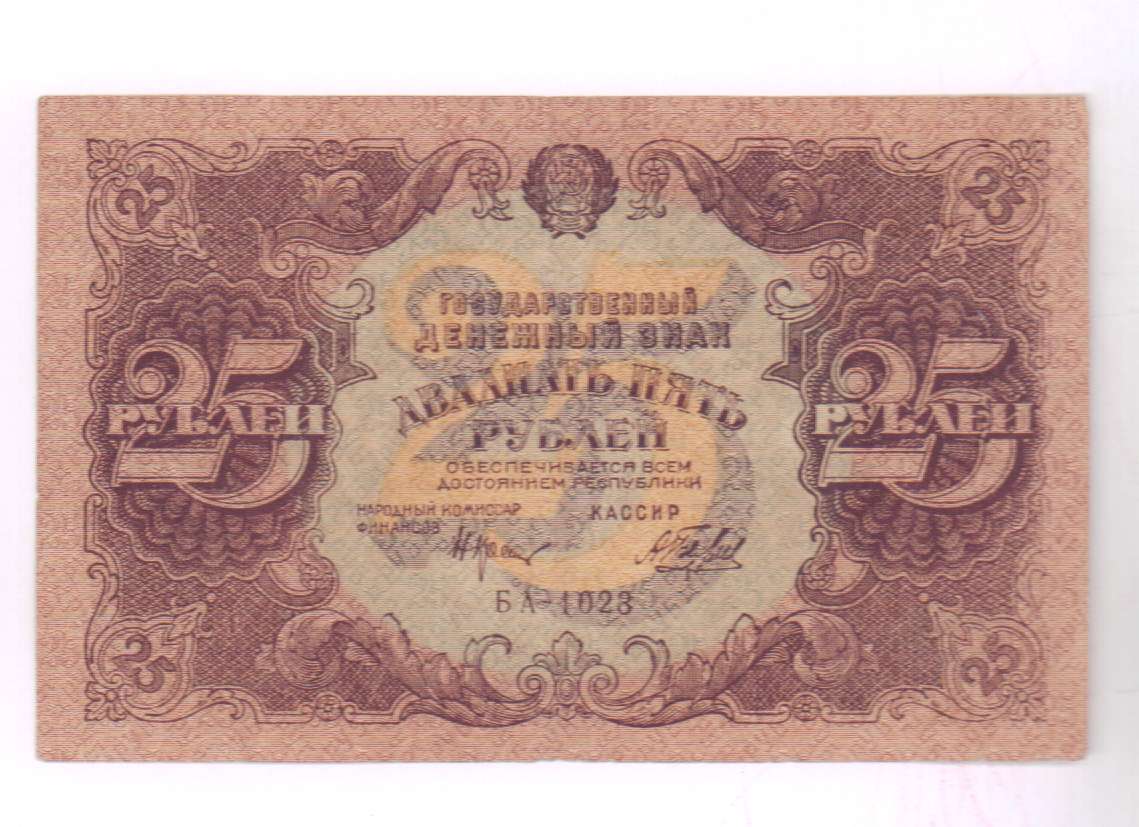 25
25
ГОСУДАРСТВЕННЫЙ
ДЕНЕЖНЫЙ ЗНАК
25
РУБЛЕЙ
25
РУБЛЕЙ
ДВАДЦАТЬ ПЯТЬ
РУБЛЕЙ
ОБЕСПЕЧИВАЕТСЯ ВСЕМ
ДОСТОЯНИЕМ РЕСПУБЛИКИ
НАРОДНЫЙ КОМИССАР
ФИНАНСОВ
КАССИР
БА-1023
25
25
25